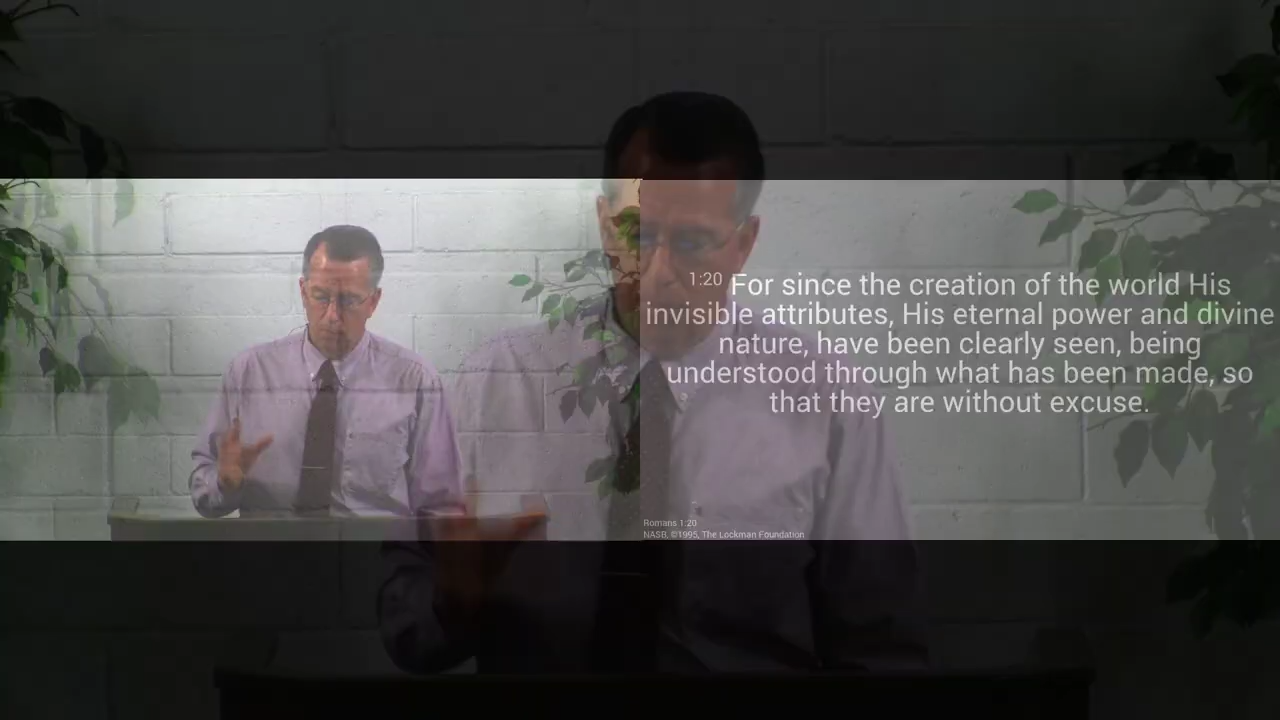 1:20 For since the creation of the world His
invisible attributes, His eternal power and divine
nature, have been clearly seen, being
understood through what has been made, so
that they are without excuse.
Romans 1:20
NASB, ©1995, The Lockman Foundation